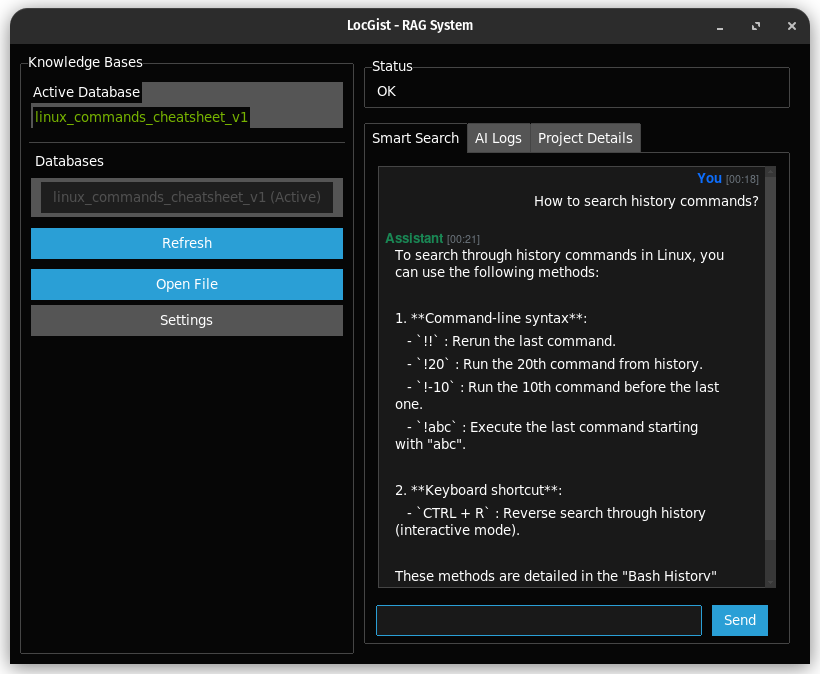 LocGist - RAG System
Knowledge Bases
Active Database
linux_commands_cheatsheet_v1
Databases
linux_commands_cheatsheet_v1 (Active)
Refresh
Open File
Settings
Status
OK
Smart Search
AI Logs
Project Details
You [00:18]
How to search history commands?
Assistant [00:21]
To search through history commands in Linux, you
can use the following methods:
1. **Command-line syntax**:
- `!!` : Rerun the last command.
- `!20` : Run the 20th command from history.
- `!-10` : Run the 10th command before the last
one.
- `!abc` : Execute the last command starting
with "abc".
2. **Keyboard shortcut**:
- `CTRL + R` : Reverse search through history
(interactive mode).
These methods are detailed in the "Bash History"
Send